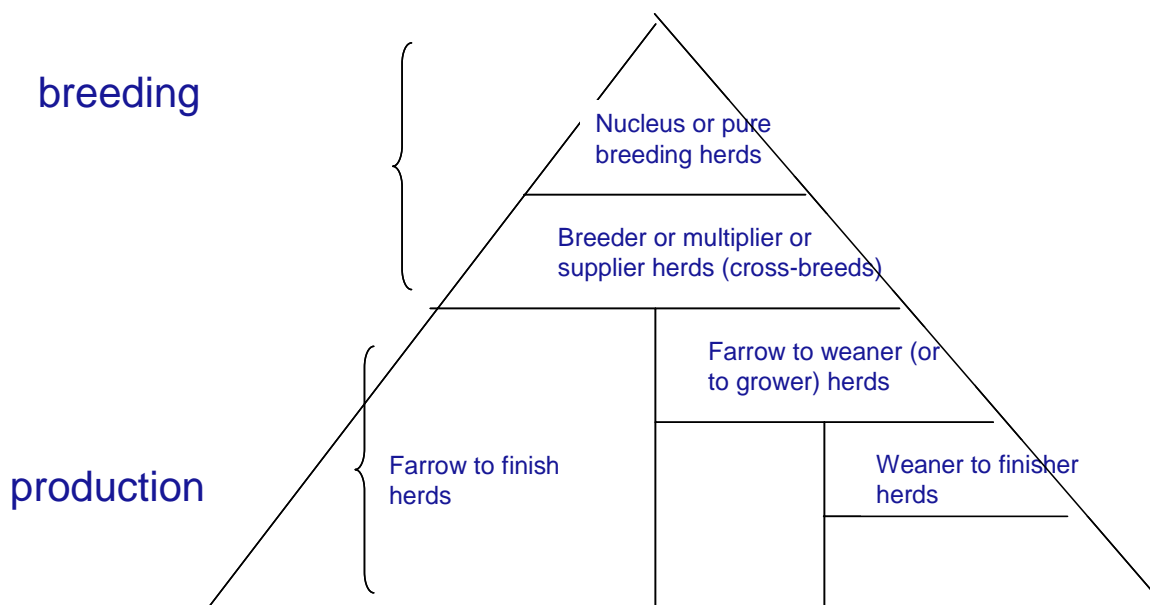 breeding
Nucleus or pure
breeding herds
Breeder or multiplier or
supplier herds (cross-breeds)
Farrow to weaner (or
to grower) herds
production
Farrow to finish
herds
Weaner to finisher
herds